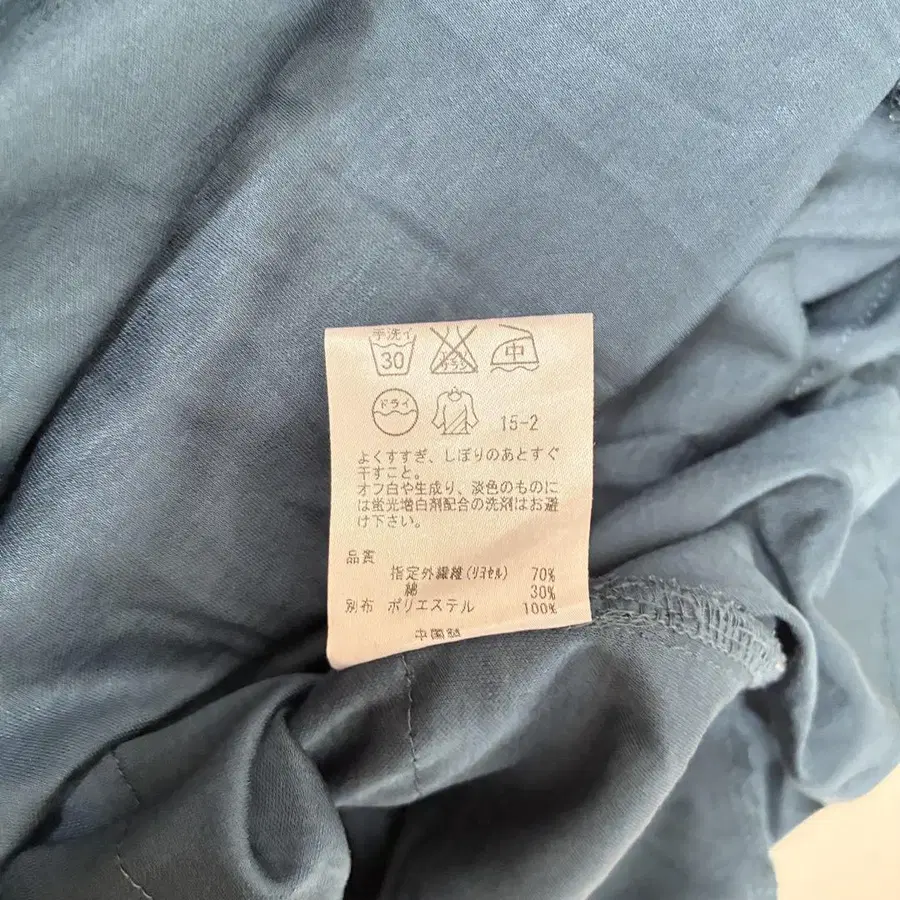 手洗イ
30
中
ドライ
15-2
よくすすぎ、しぼりのあとすぐ
干すこと。
オフ白や生成り、淡色のものに
は蛍光増白剤配合の洗剤はお避
け下さい。
品質
指定外繊維(リヨセル) 70%
綿 30%
別布 ポリエステル 100%
中国製